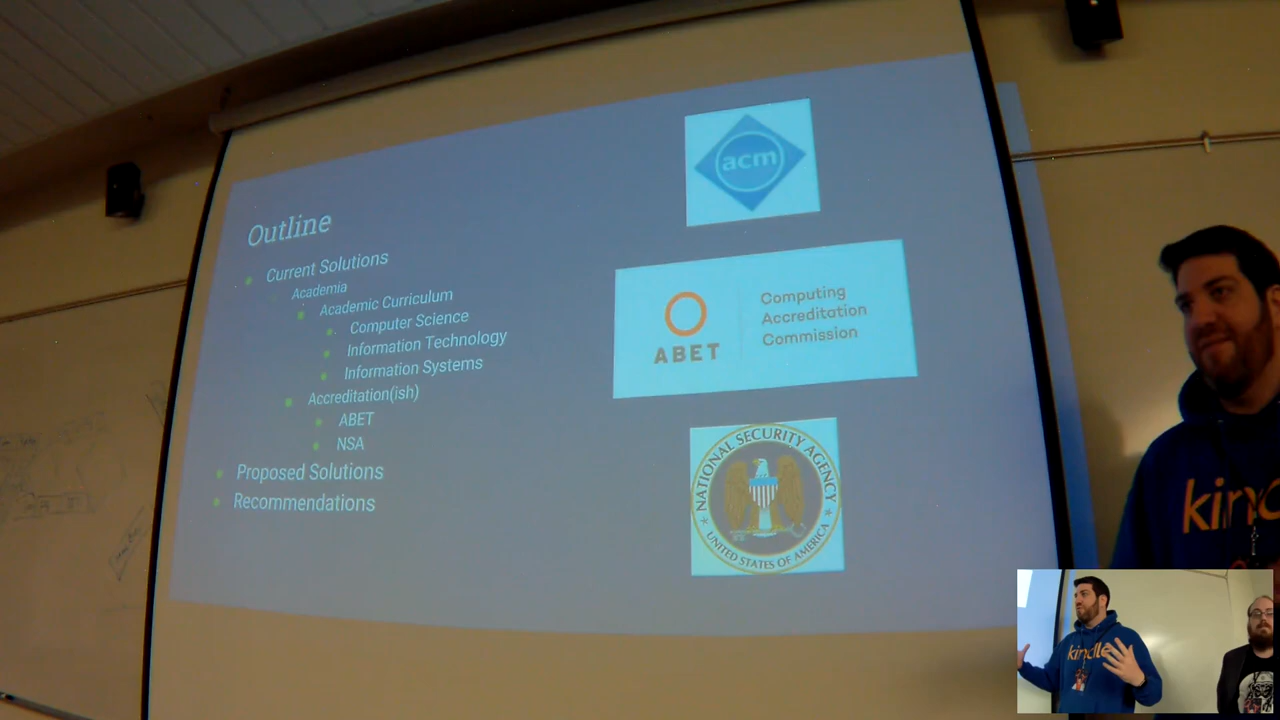 Outline
Current Solutions
Academia
Academic Curriculum
Computer Science
Information Technology
Information Systems
Accreditation(ish)
ABET
NSA
Proposed Solutions
Recommendations
acm
ABET
Computing
Accreditation
Commission
NATIONAL SECURITY AGENCY
UNITED STATES OF AMERICA
kindle